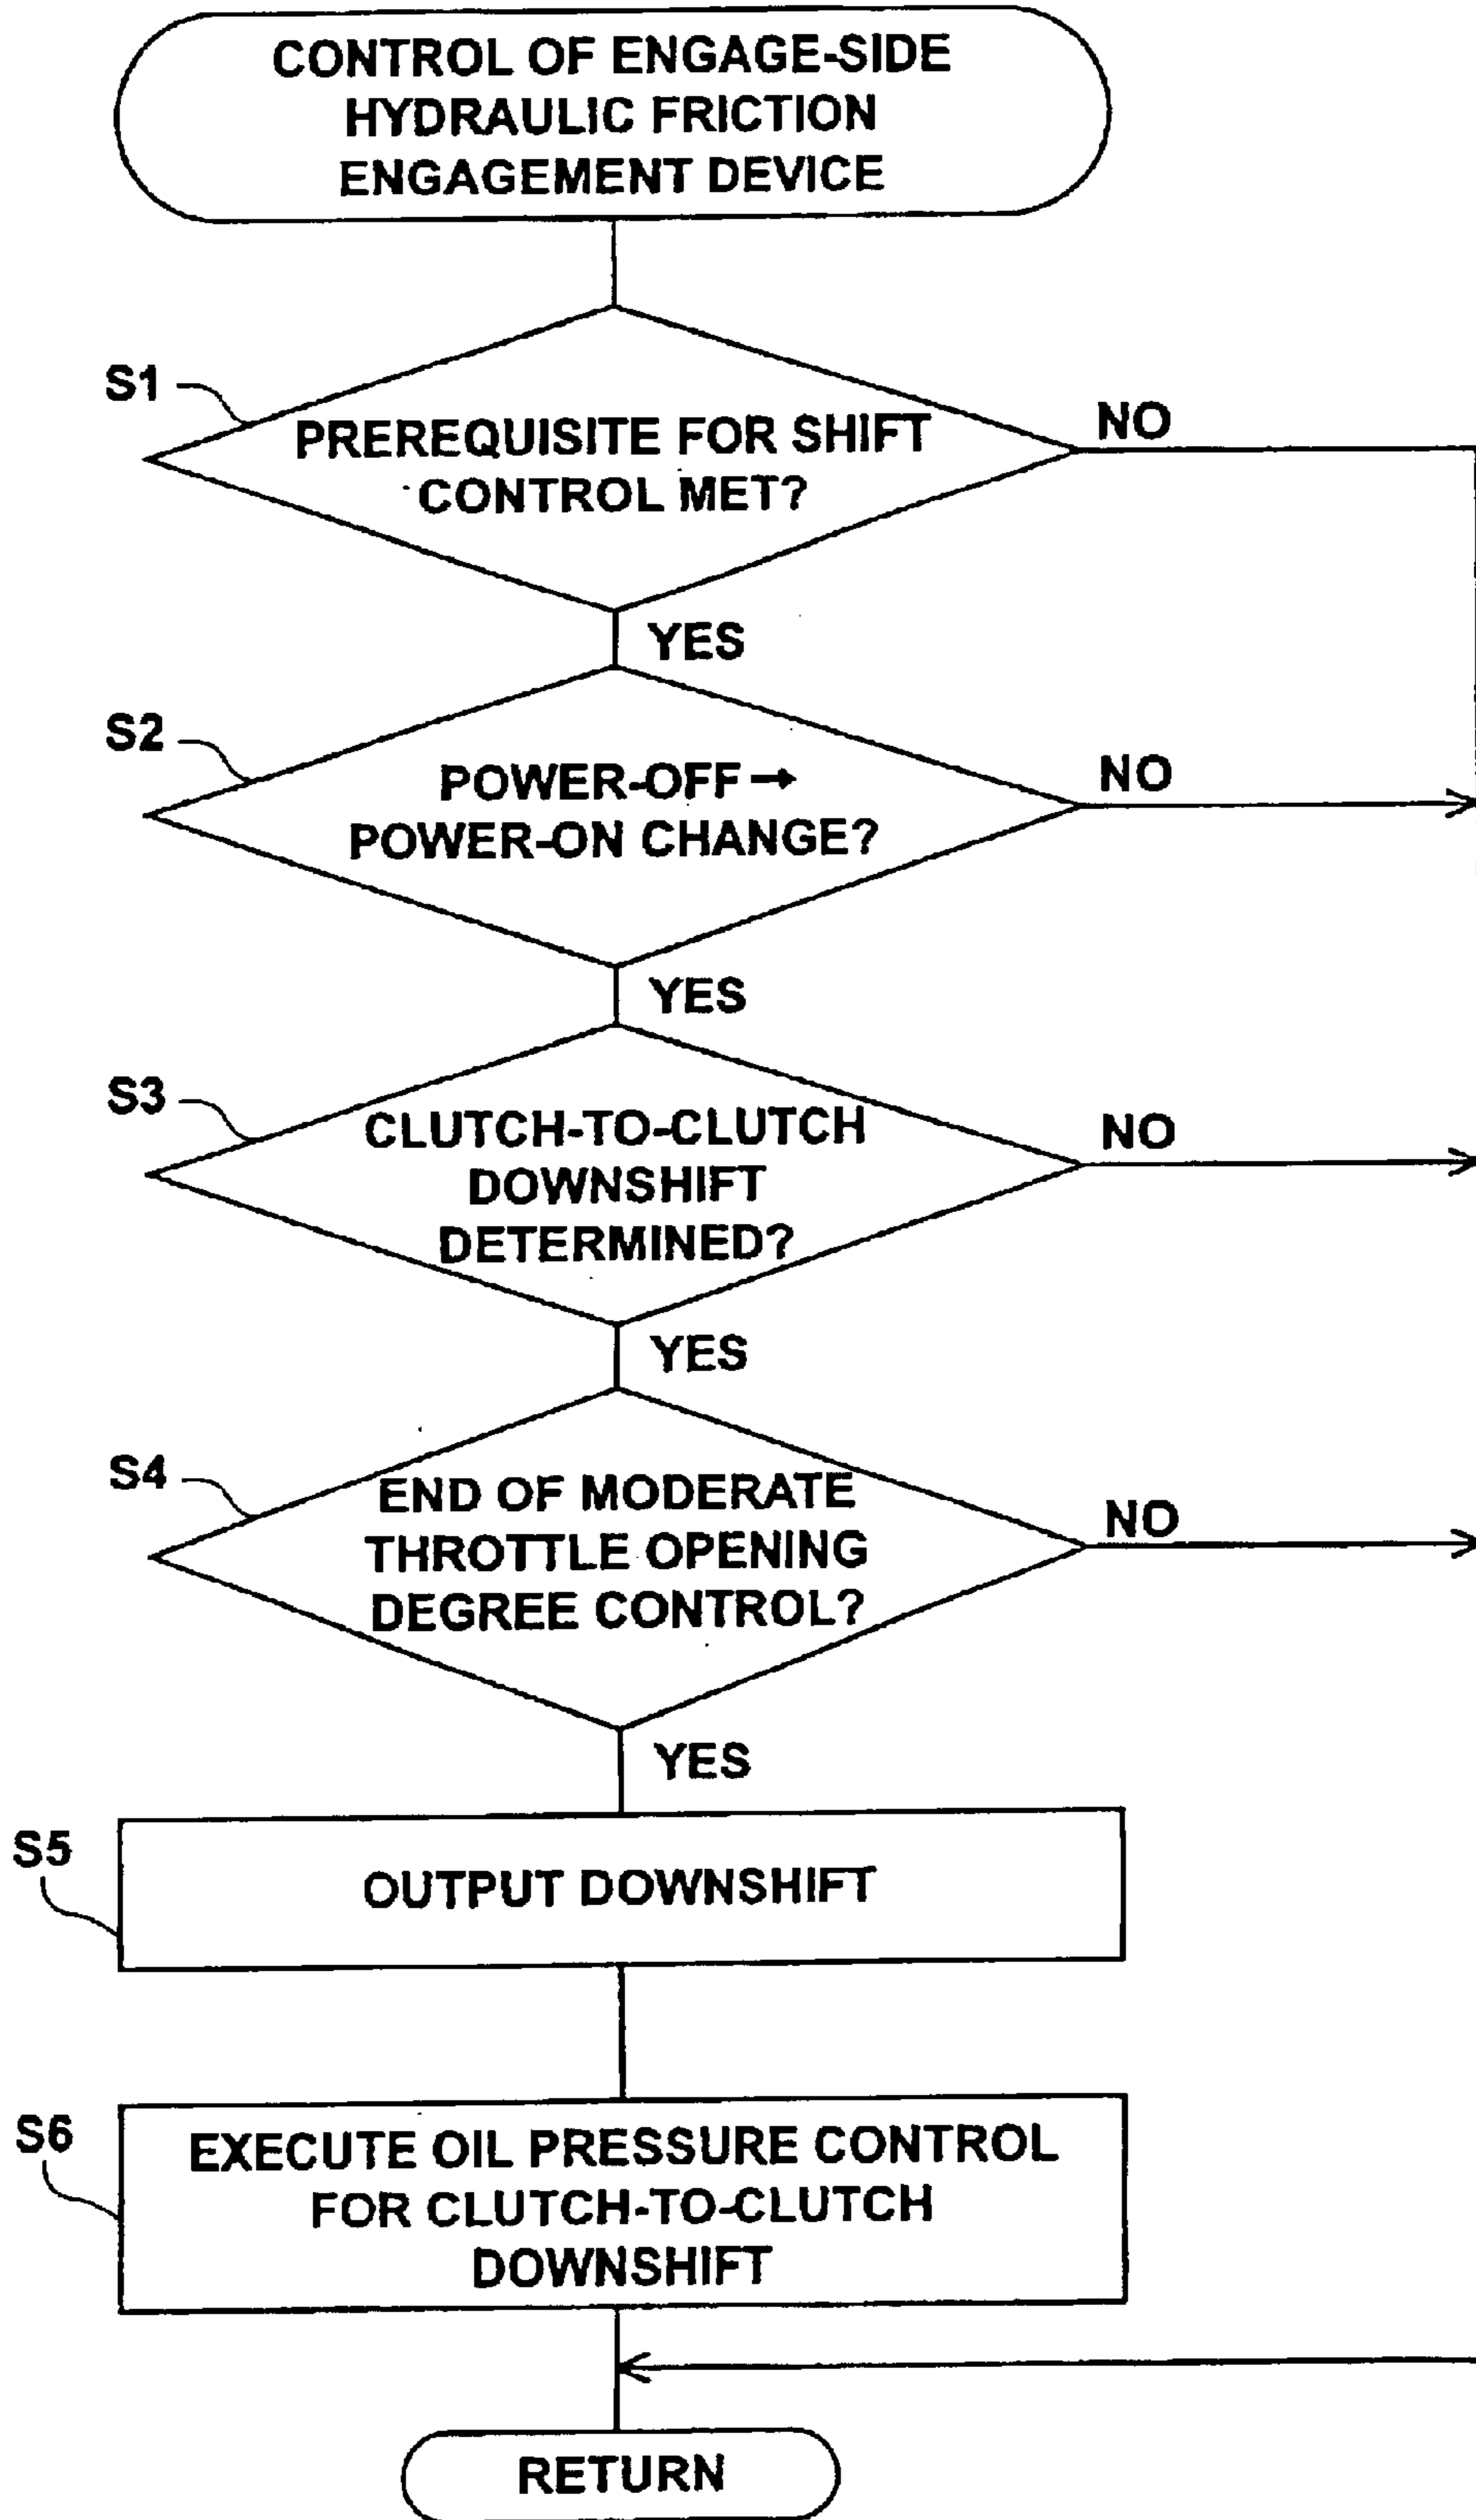 CONTROL OF ENGAGE-SIDE
HYDRAULIC FRICTION
ENGAGEMENT DEVICE
S1
PREREQUISITE FOR SHIFT
CONTROL MET?
NO
YES
S2
POWER-OFF →
POWER-ON CHANGE?
NO
YES
S3
CLUTCH-TO-CLUTCH
DOWNSHIFT
DETERMINED?
NO
YES
S4
END OF MODERATE
THROTTLE OPENING
DEGREE CONTROL?
NO
YES
S5
OUTPUT DOWNSHIFT
S6
EXECUTE OIL PRESSURE CONTROL
FOR CLUTCH-TO-CLUTCH
DOWNSHIFT
RETURN